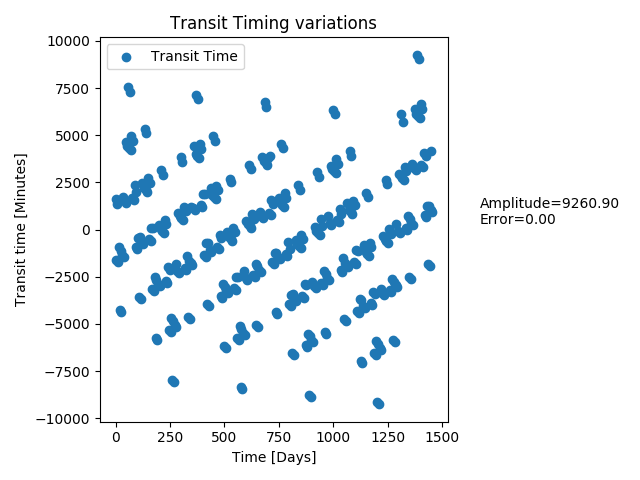 Transit Timing variations
Transit Time
Transit time [Minutes]
10000
7500
5000
2500
0
−2500
−5000
−7500
−10000
0 250 500 750 1000 1250 1500
Time [Days]
Amplitude=9260.90
Error=0.00